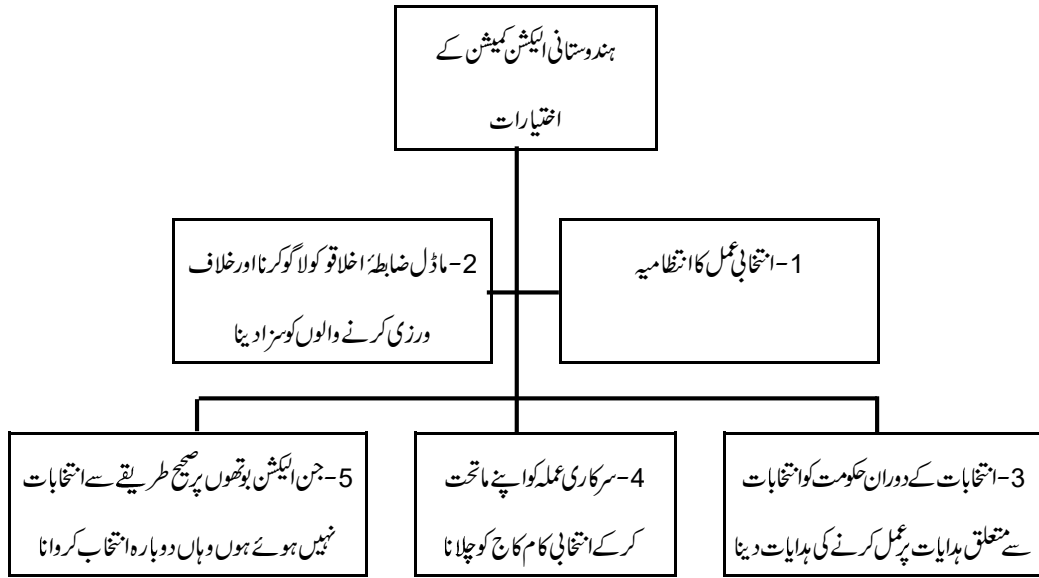 ہندوستانی الیکشن کمیشن کے
اختیارات
1-انتخابی عمل کا انتظامیہ
2-ماڈل ضابطۂ اخلاقو کو لاگو کرنا اور خلاف
ورزی کرنے والوں کو سزا دینا
3-انتخابات کے دوران حکومت کو انتخابات
سے متعلق ہدایات پر عمل کرنے کی ہدایات دینا
4-سرکاری عملہ کو اپنے ماتحت
کر کے انتخابی کام کاج کو چلانا
5-جن الیکشن بوتھوں پر صحیح طریقے سے انتخابات
نہیں ہوئے ہوں وہاں دوبارہ انتخاب کروانا